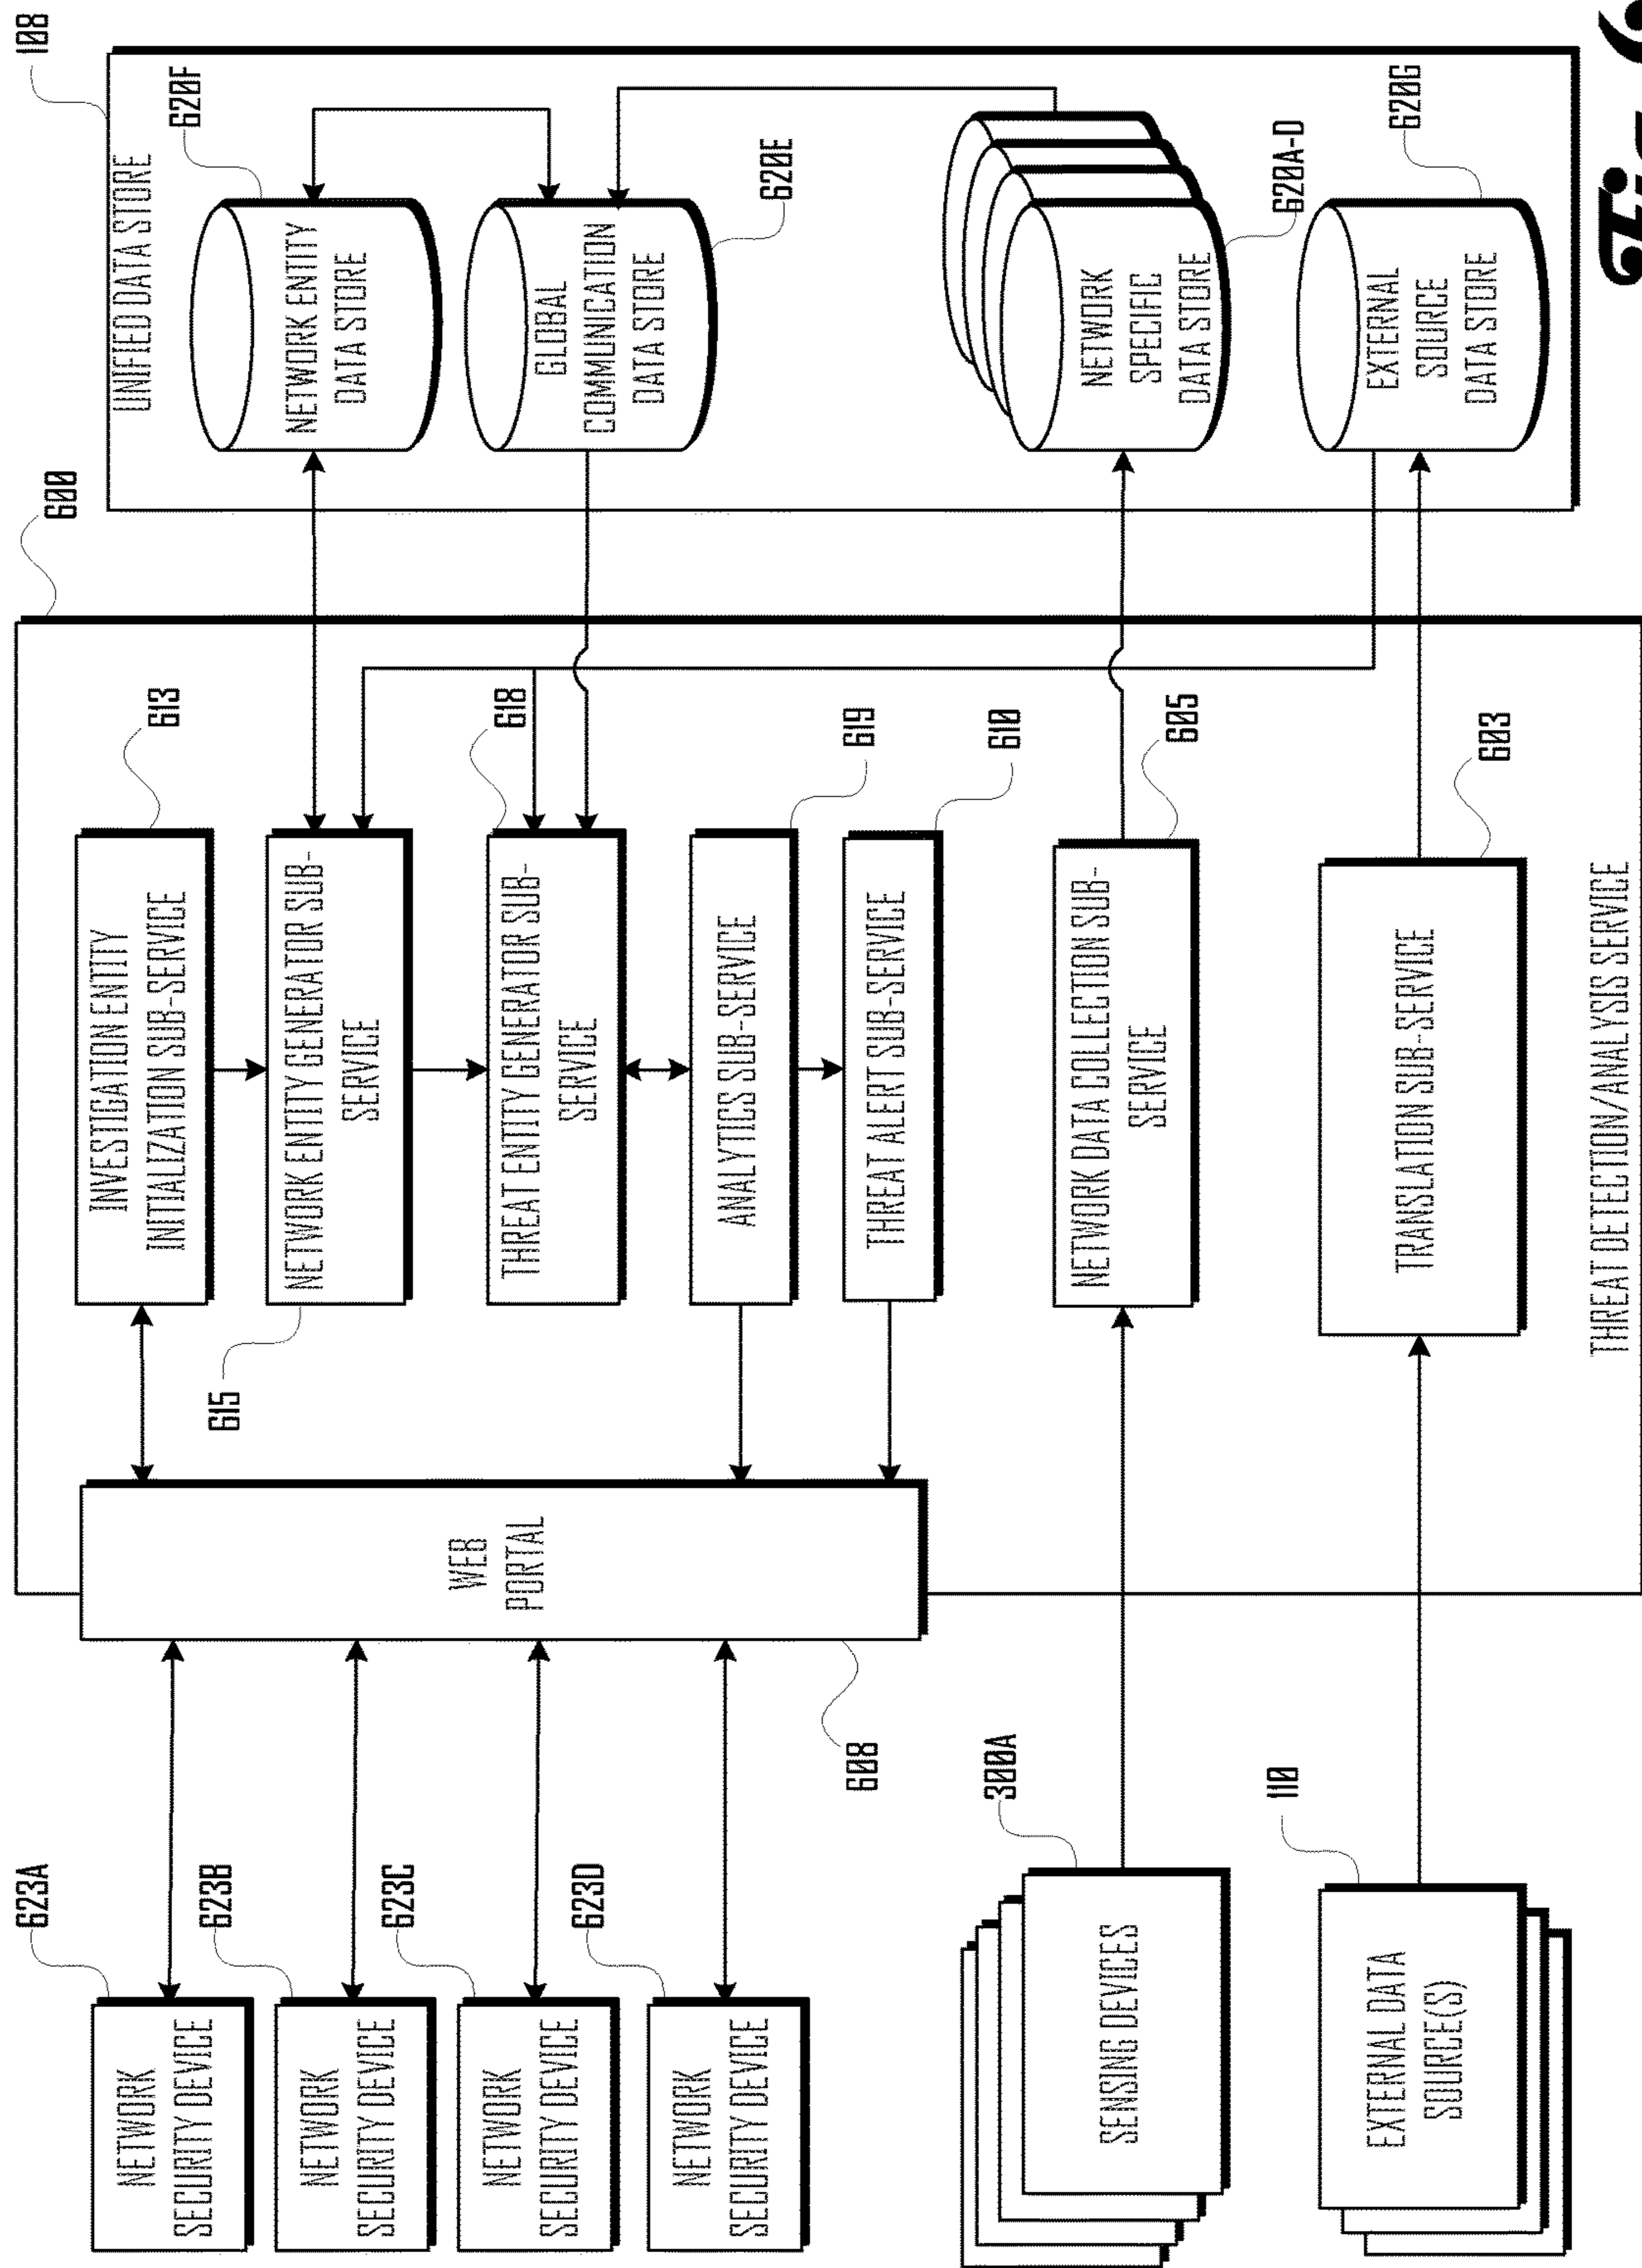 623A
NETWORK
SECURITY DEVICE
623B
NETWORK
SECURITY DEVICE
623C
NETWORK
SECURITY DEVICE
623D
NETWORK
SECURITY DEVICE
300A
SENSING DEVICES
110
EXTERNAL DATA
SOURCE(S)
WEB
PORTAL
608
600
613
INVESTIGATION ENTITY
INITIALIZATION SUB-SERVICE
615
NETWORK ENTITY GENERATOR SUB-
SERVICE
618
THREAT ENTITY GENERATOR SUB-
SERVICE
619
ANALYTICS SUB-SERVICE
610
THREAT ALERT SUB-SERVICE
605
NETWORK DATA COLLECTION SUB-
SERVICE
603
TRANSLATION SUB-SERVICE
THREAT DETECTION/ANALYSIS SERVICE
108
UNIFIED DATA STORE
620F
NETWORK ENTITY
DATA STORE
620E
GLOBAL
COMMUNICATION
DATA STORE
620A-D
NETWORK
SPECIFIC
DATA STORE
620G
EXTERNAL
SOURCE
DATA STORE